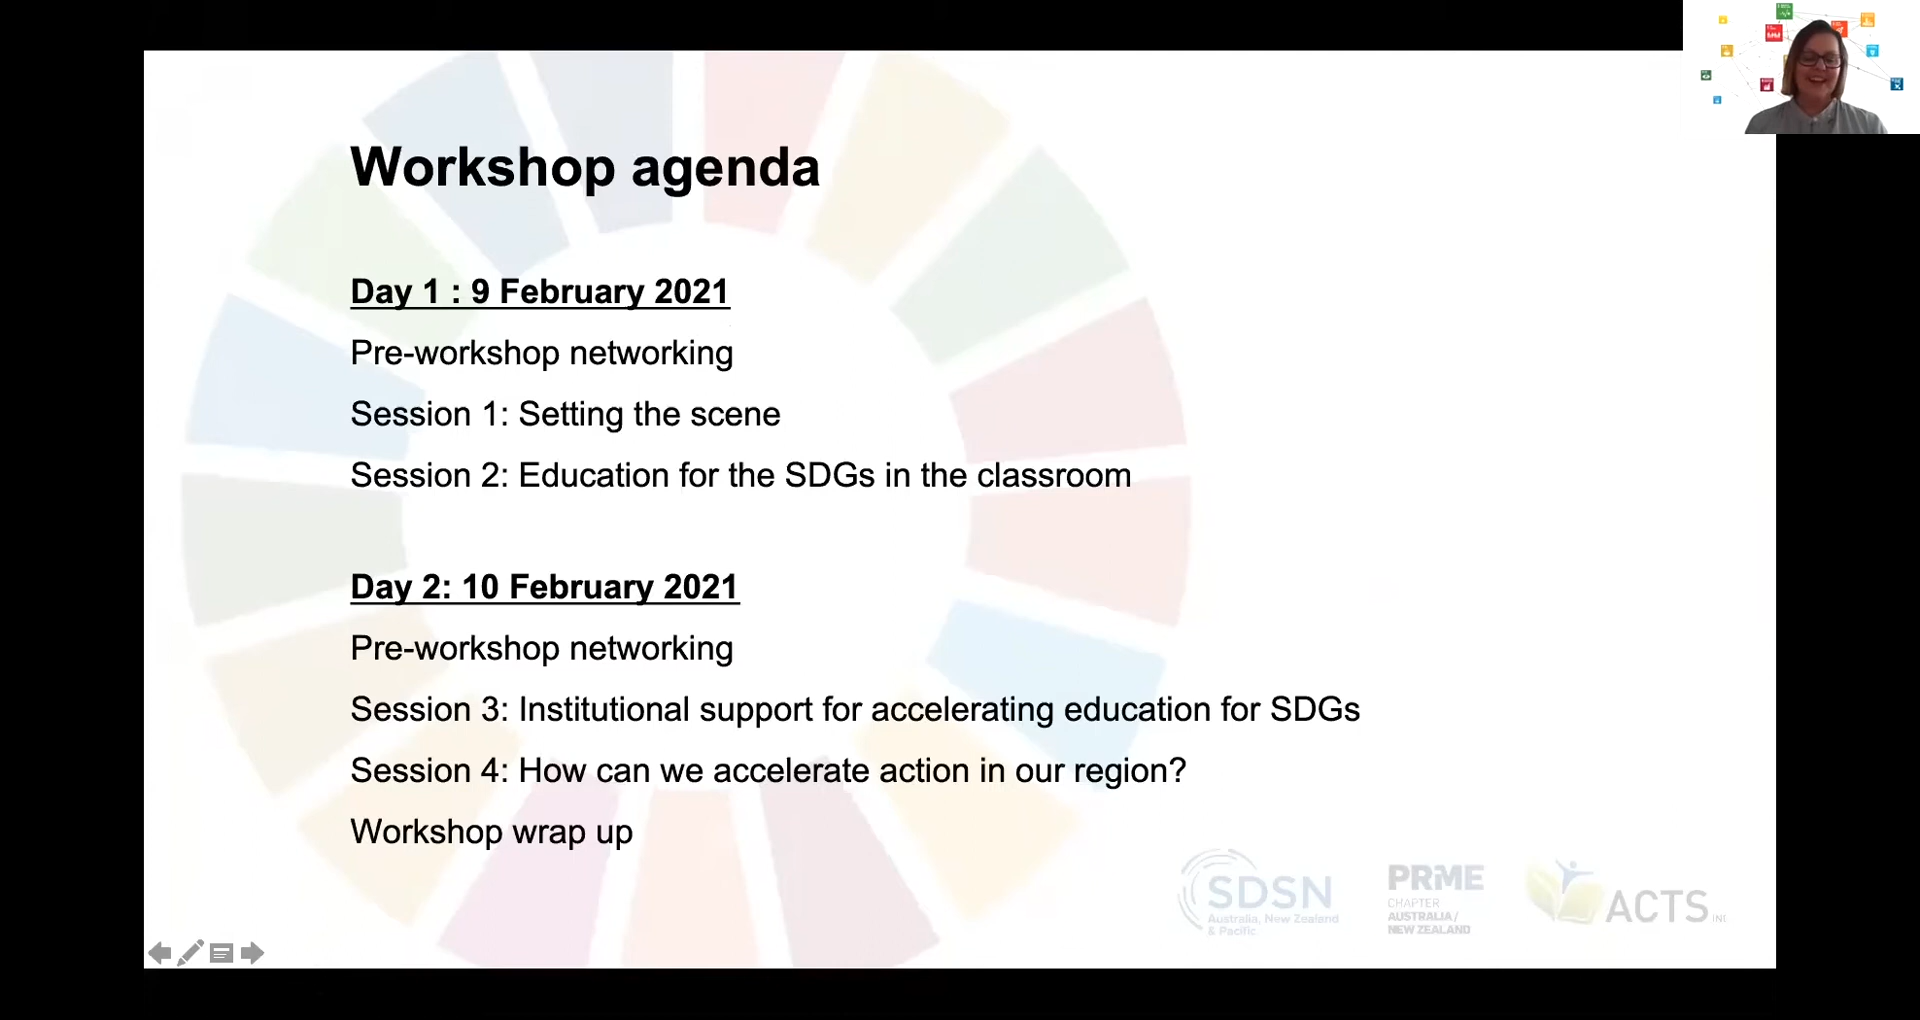 Workshop agenda
Day 1 : 9 February 2021
Pre-workshop networking
Session 1: Setting the scene
Session 2: Education for the SDGs in the classroom
Day 2: 10 February 2021
Pre-workshop networking
Session 3: Institutional support for accelerating education for SDGs
Session 4: How can we accelerate action in our region?
Workshop wrap up
SDSN
Australia, New Zealand
& Pacific
PRME
CHAPTER
AUSTRALIA/
NEW ZEALAND
ACTS INC